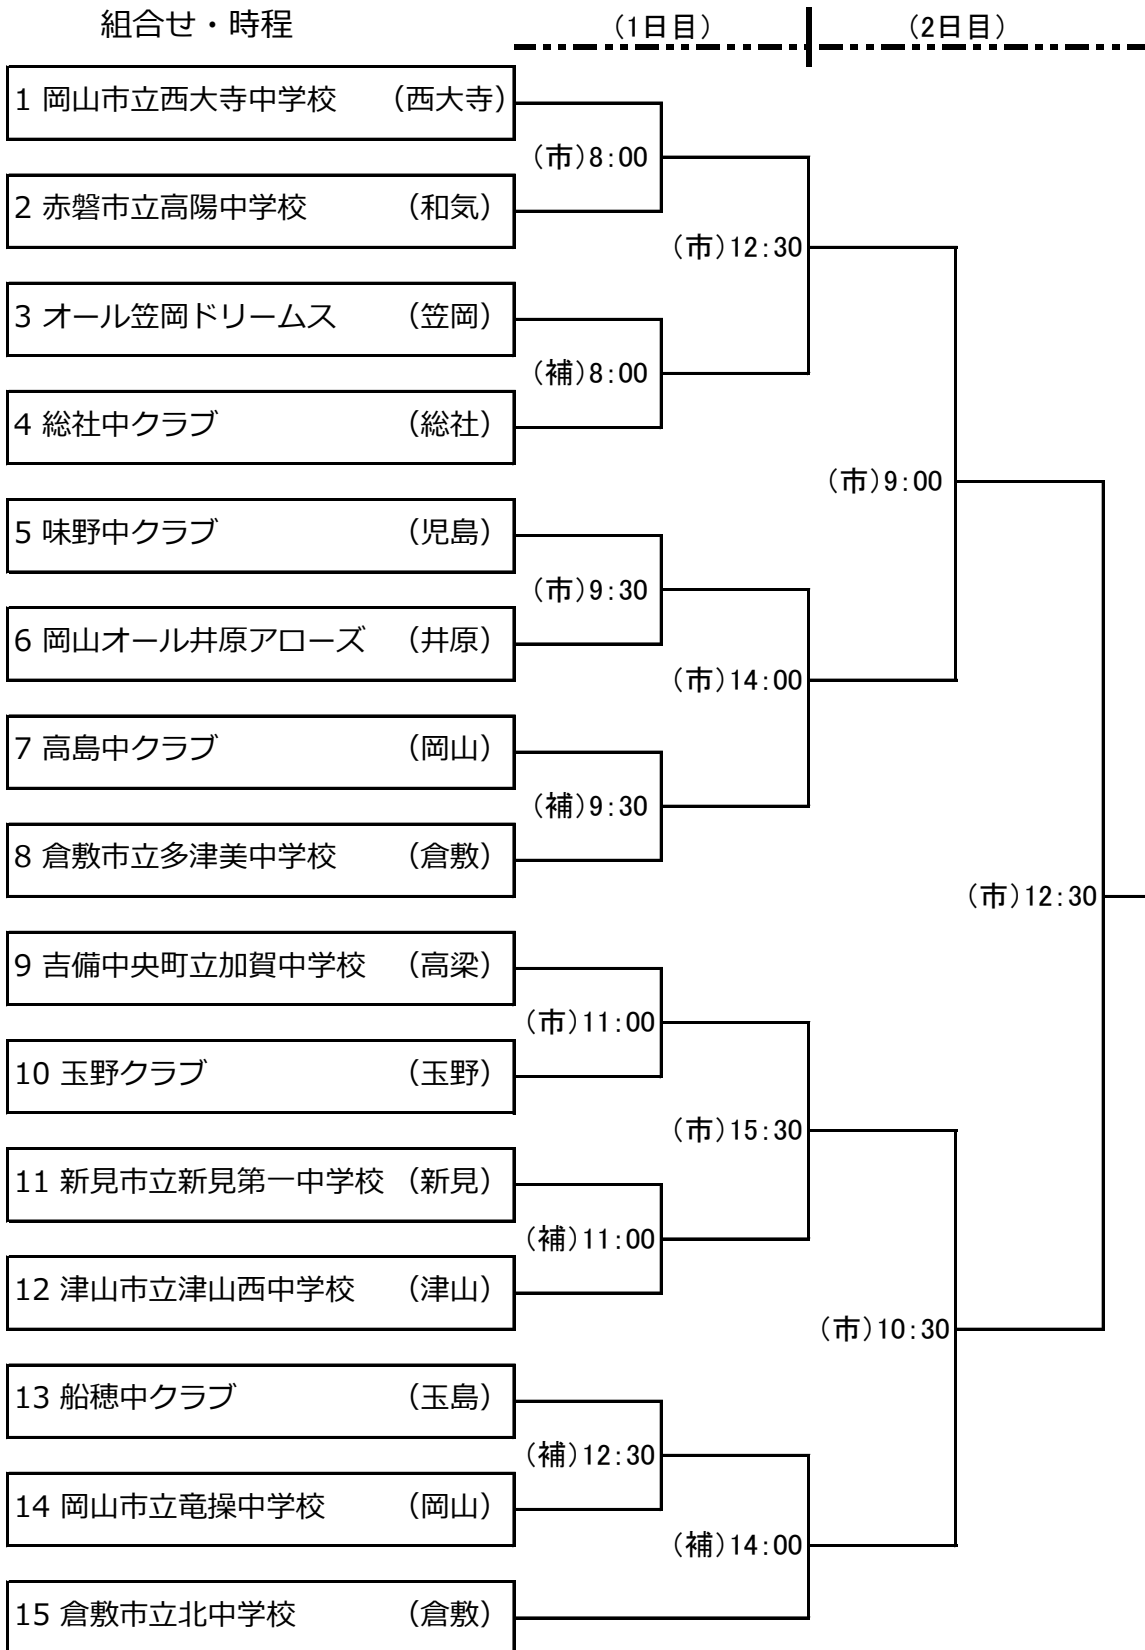 組合せ・時程 (1日目) (2日目)
1 岡山市立西大寺中学校 (西大寺)
(市)8:00
2 赤磐市立高陽中学校 (和気)
(市)12:30
3 オール笠岡ドリームス (笠岡)
(補)8:00
4 総社中クラブ (総社)
(市)9:00
5 味野中クラブ (児島)
(市)9:30
6 岡山オール井原アローズ (井原)
(市)14:00
7 高島中クラブ (岡山)
(補)9:30
8 倉敷市立多津美中学校 (倉敷)
(市)12:30
9 吉備中央町立加賀中学校 (高梁)
(市)11:00
10 玉野クラブ (玉野)
(市)15:30
11 新見市立新見第一中学校 (新見)
(補)11:00
12 津山市立津山西中学校 (津山)
(市)10:30
13 船穂中クラブ (玉島)
(補)12:30
14 岡山市立竜操中学校 (岡山)
(補)14:00
15 倉敷市立北中学校 (倉敷)